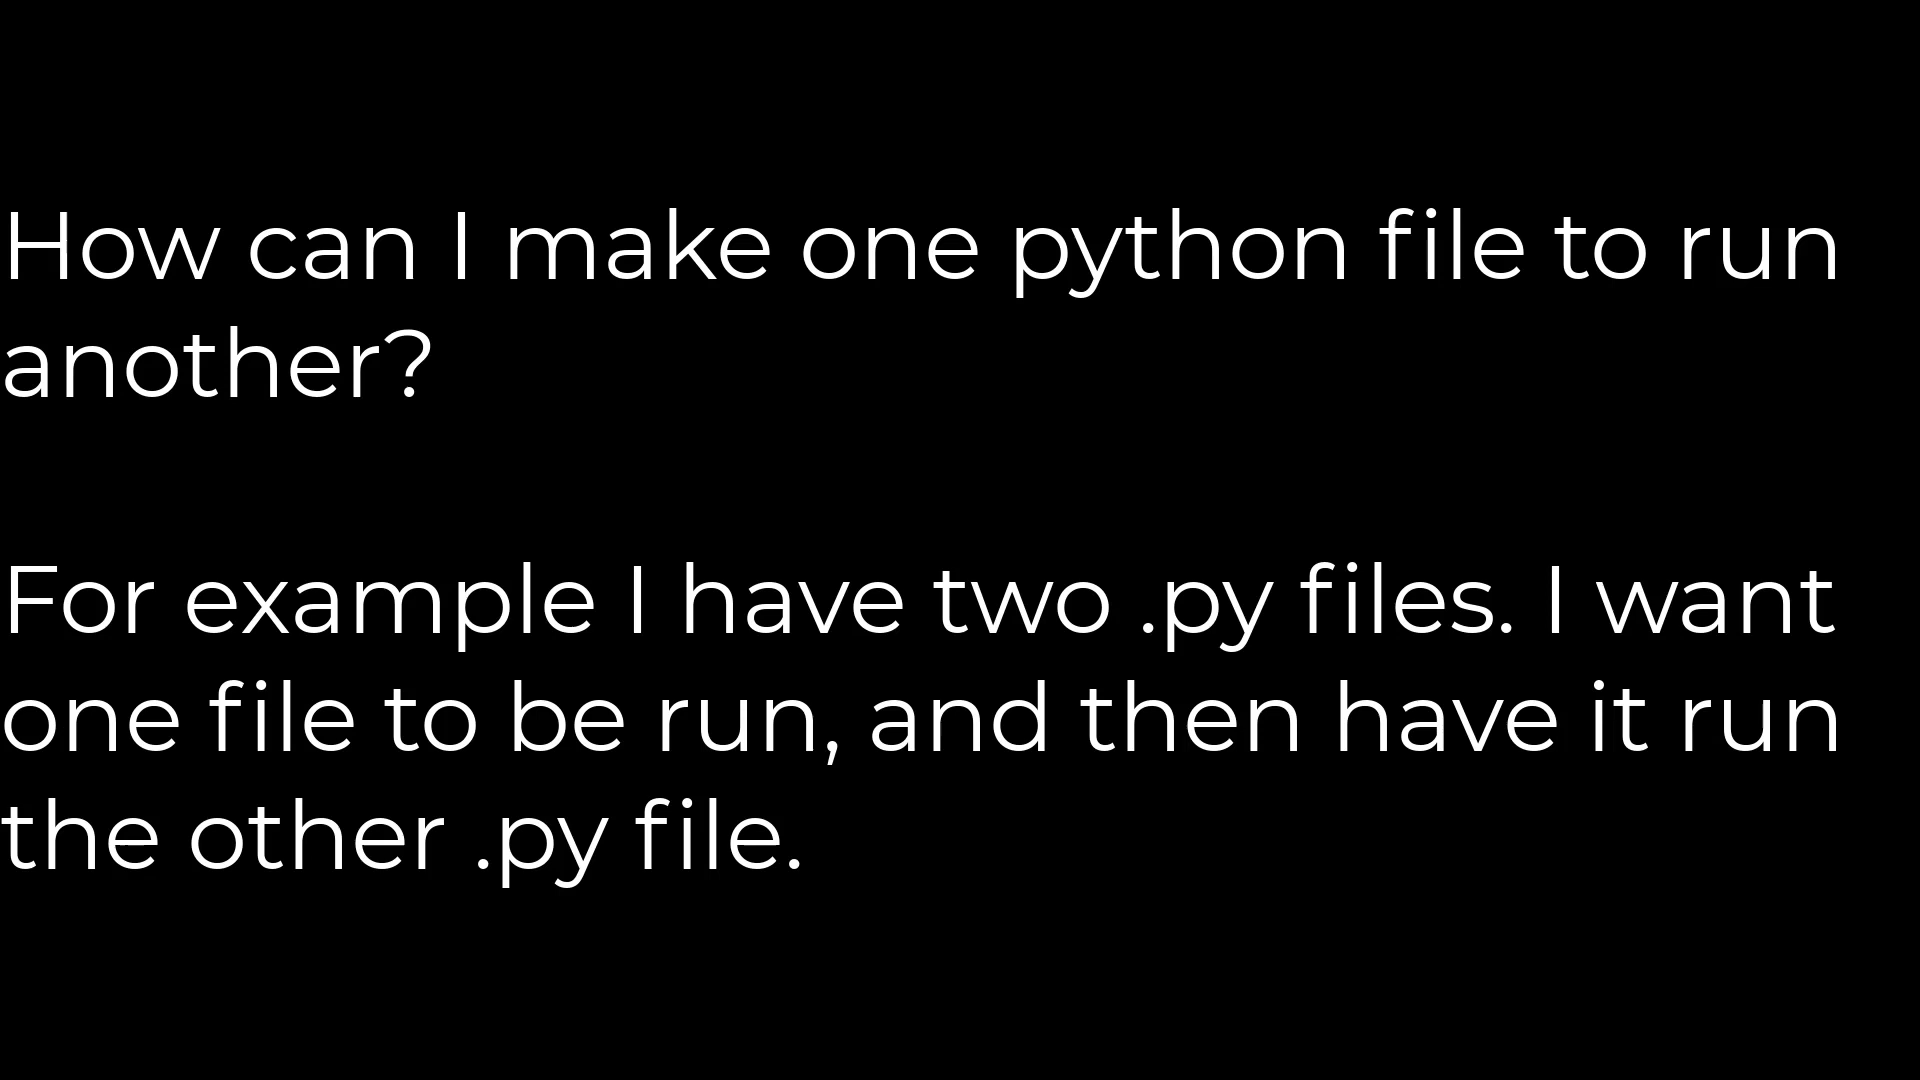 How can I make one python file to run
another?
For example I have two .py files. I want
one file to be run, and then have it run
the other .py file.